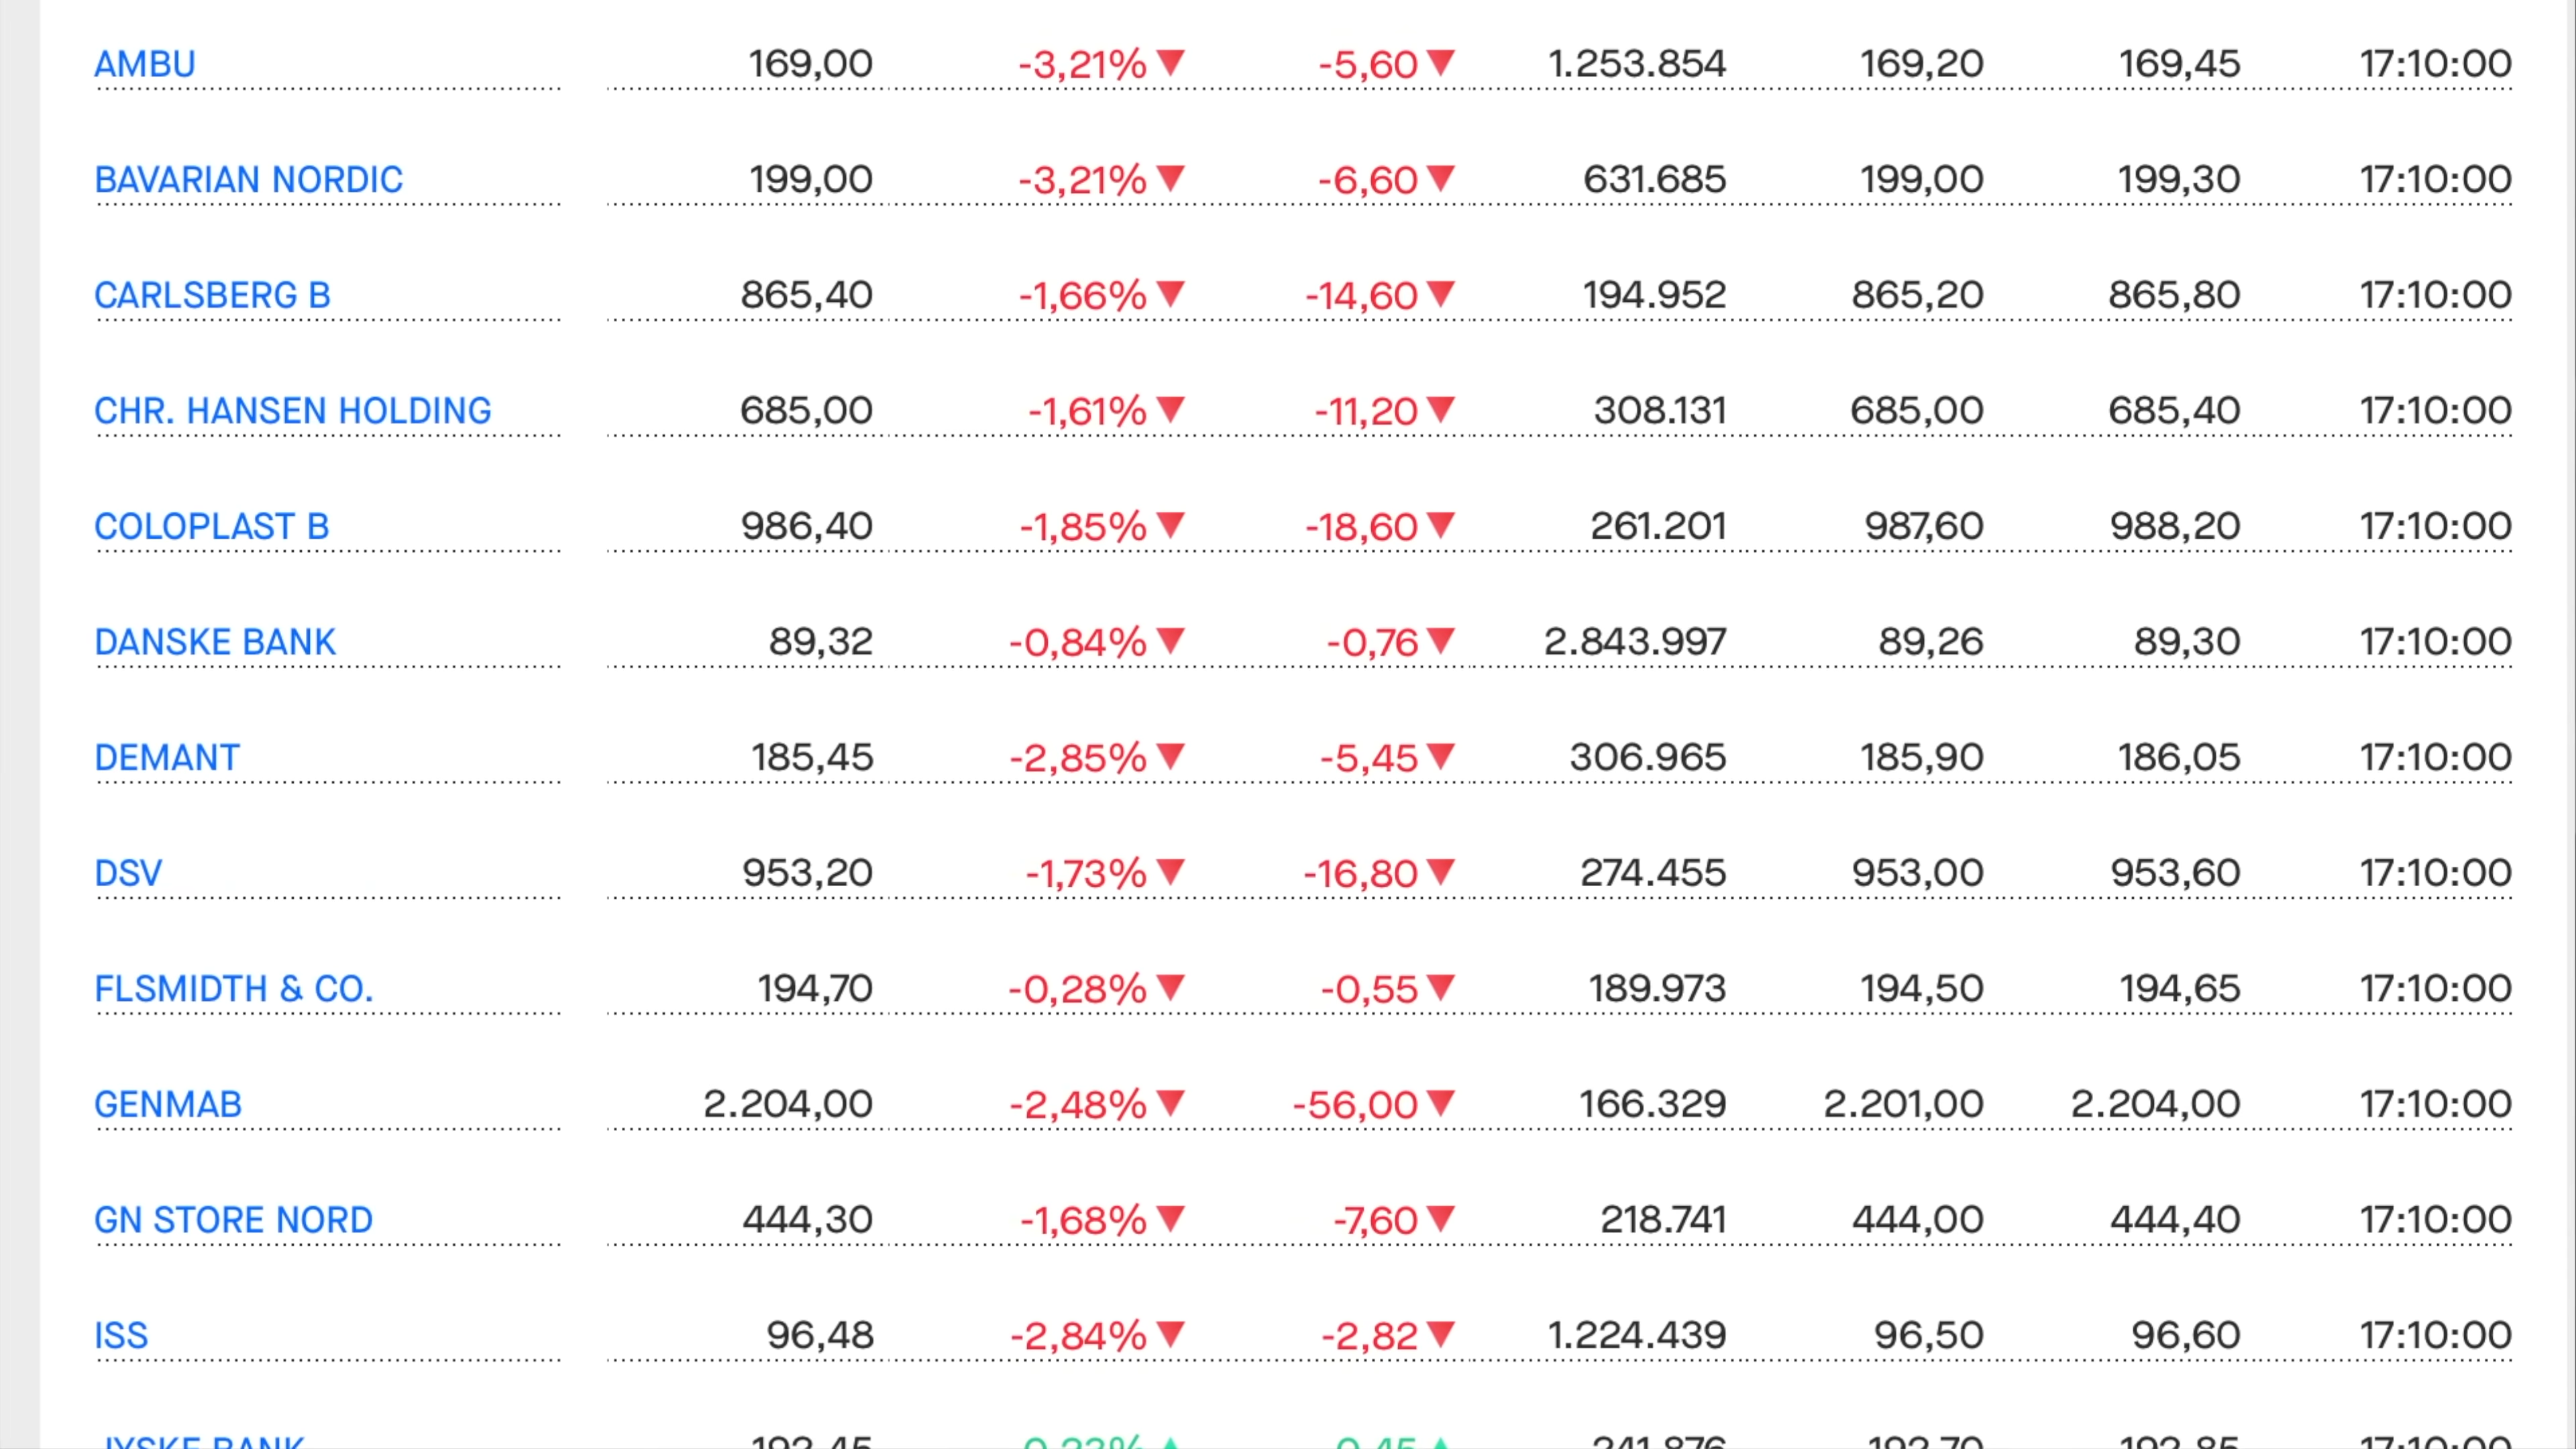 AMBU 169,00 -3,21% ▼ -5,60 ▼ 1.253.854 169,20 169,45 17:10:00
BAVARIAN NORDIC 199,00 -3,21% ▼ -6,60 ▼ 631.685 199,00 199,30 17:10:00
CARLSBERG B 865,40 -1,66% ▼ -14,60 ▼ 194.952 865,20 865,80 17:10:00
CHR. HANSEN HOLDING 685,00 -1,61% ▼ -11,20 ▼ 308.131 685,00 685,40 17:10:00
COLOPLAST B 986,40 -1,85% ▼ -18,60 ▼ 261.201 987,60 988,20 17:10:00
DANSKE BANK 89,32 -0,84% ▼ -0,76 ▼ 2.843.997 89,26 89,30 17:10:00
DEMANT 185,45 -2,85% ▼ -5,45 ▼ 306.965 185,90 186,05 17:10:00
DSV 953,20 -1,73% ▼ -16,80 ▼ 274.455 953,00 953,60 17:10:00
FLSMIDTH & CO. 194,70 -0,28% ▼ -0,55 ▼ 189.973 194,50 194,65 17:10:00
GENMAB 2.204,00 -2,48% ▼ -56,00 ▼ 166.329 2.201,00 2.204,00 17:10:00
GN STORE NORD 444,30 -1,68% ▼ -7,60 ▼ 218.741 444,00 444,40 17:10:00
ISS 96,48 -2,84% ▼ -2,82 ▼ 1.224.439 96,50 96,60 17:10:00
JYSKE BANK 17:10:00